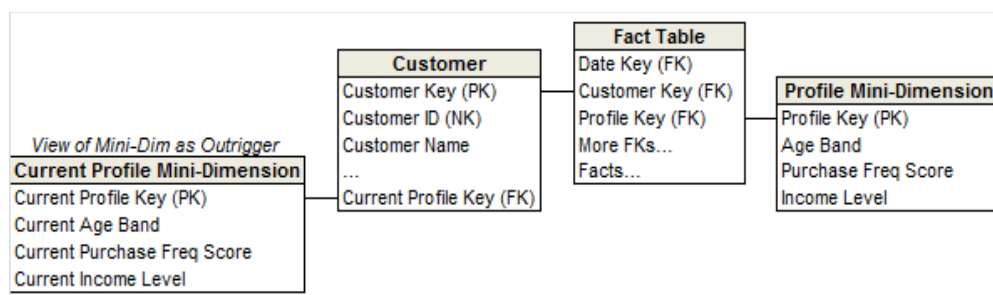 View of Mini-Dim as Outrigger
Current Profile Mini-Dimension
Current Profile Key (PK)
Current Age Band
Current Purchase Freq Score
Current Income Level
Customer
Customer Key (PK)
Customer ID (NK)
Customer Name
...
Current Profile Key (FK)
Fact Table
Date Key (FK)
Customer Key (FK)
Profile Key (FK)
More FKs...
Facts...
Profile Mini-Dimension
Profile Key (PK)
Age Band
Purchase Freq Score
Income Level